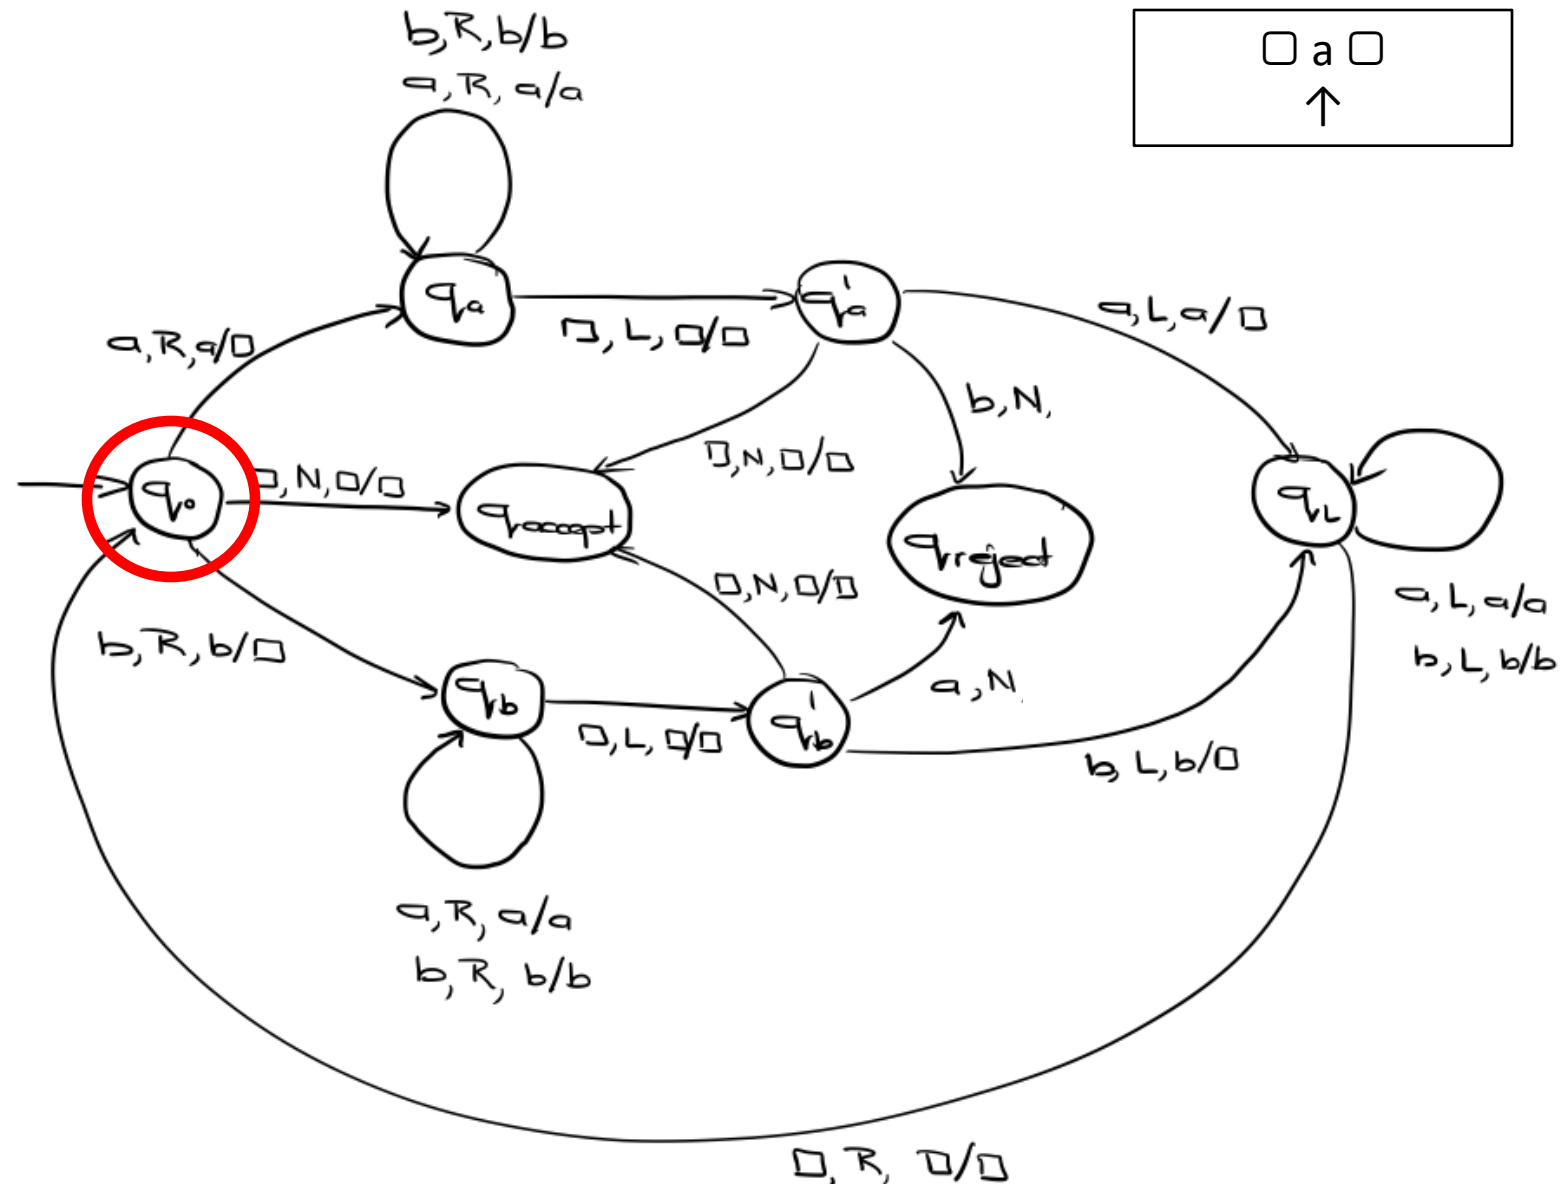 b,R,b/b
a,R,a/a
□ a □
↑
qa
□,L,□/□
q'a
a,L,a/□
a,R,a/□
b,N,
□,N,□/□
q0
□,N,□/□
qaccept
qreject
qL
□,N,□/□
a,L,a/a
b,L,b/b
b,R,b/□
qb
□,L,□/□
q'b
a,N,
b,L,b/□
a,R,a/a
b,R,b/b
□,R,□/□